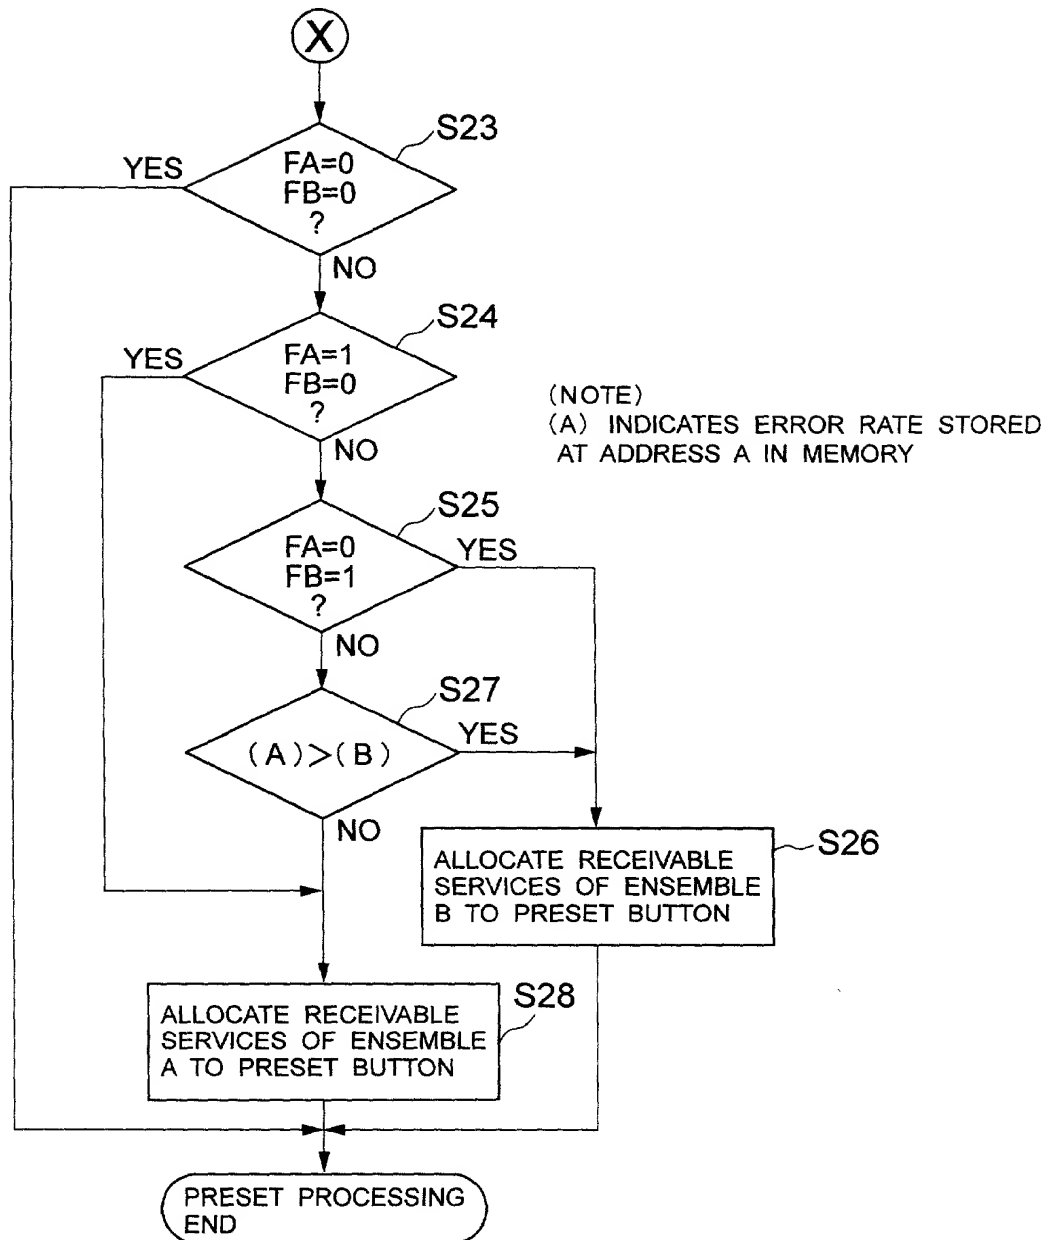 X
S23
YES
FA=0
FB=0
?
NO
S24
YES
FA=1
FB=0
?
NO
(NOTE)
(A) INDICATES ERROR RATE STORED
AT ADDRESS A IN MEMORY
S25
FA=0
FB=1
?
YES
NO
S27
(A)>(B)
YES
NO
S26
ALLOCATE RECEIVABLE
SERVICES OF ENSEMBLE
B TO PRESET BUTTON
S28
ALLOCATE RECEIVABLE
SERVICES OF ENSEMBLE
A TO PRESET BUTTON
PRESET PROCESSING
END